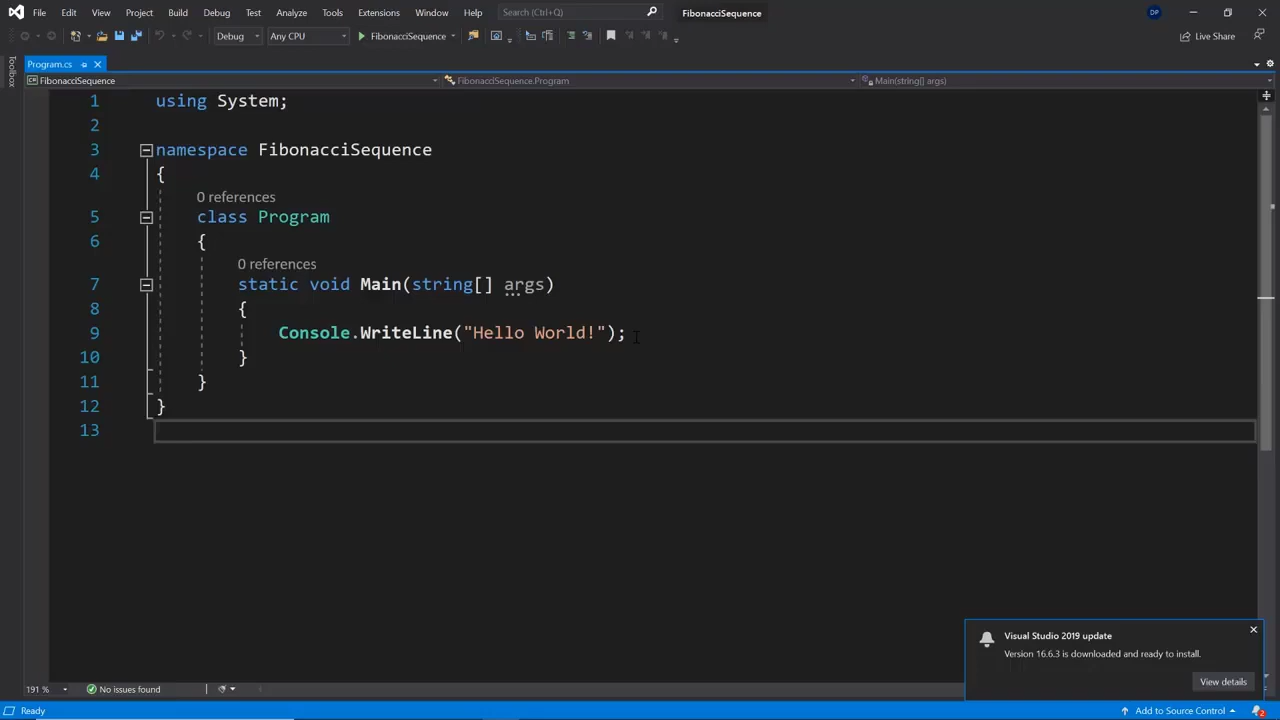 File Edit View Project Build Debug Test Analyze Tools Extensions Window Help Search (Ctrl+Q) FibonacciSequence DP
Debug Any CPU FibonacciSequence Live Share
Toolbox
Program.cs
C# FibonacciSequence FibonacciSequence.Program Main(string[] args)
1 using System;
2
3 namespace FibonacciSequence
4 {
0 references
5 class Program
6 {
0 references
7 static void Main(string[] args)
8 {
9 Console.WriteLine("Hello World!");
10 }
11 }
12 }
13
Visual Studio 2019 update
Version 16.6.3 is downloaded and ready to install.
View details
191 % No issues found
Ready Add to Source Control 2